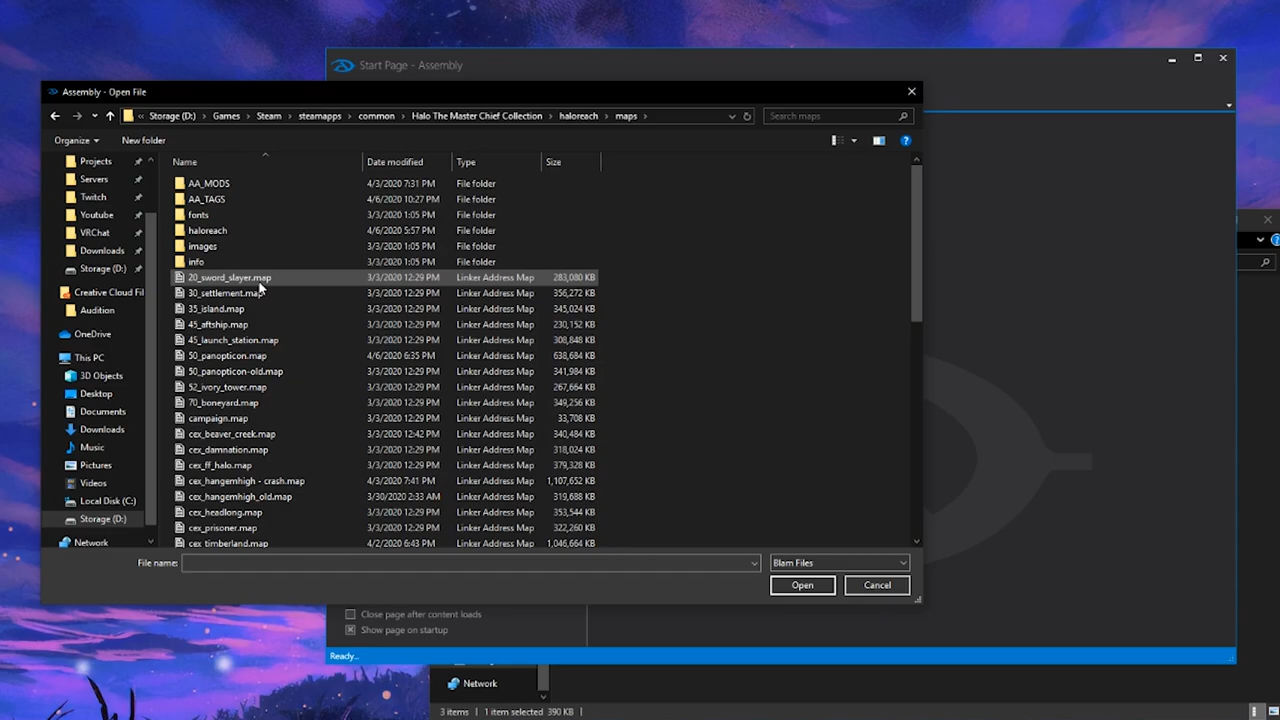 Start Page - Assembly
Assembly - Open File
Storage (D:) Games Steam steamapps common Halo The Master Chief Collection haloreach maps
Search maps
Organize
New folder
Name Date modified Type Size
Projects
Servers
Twitch
Youtube
VRChat
Downloads
Storage (D:)
Creative Cloud Fil
Audition
OneDrive
This PC
3D Objects
Desktop
Documents
Downloads
Music
Pictures
Videos
Local Disk (C:)
Storage (D:)
Network
AA_MODS 4/3/2020 7:31 PM File folder
AA_TAGS 4/6/2020 10:27 PM File folder
fonts 3/3/2020 1:05 PM File folder
haloreach 4/6/2020 5:57 PM File folder
images 3/3/2020 1:05 PM File folder
info 3/3/2020 1:05 PM File folder
20_sword_slayer.map 3/3/2020 12:29 PM Linker Address Map 283,080 KB
30_settlement.map 3/3/2020 12:29 PM Linker Address Map 356,272 KB
35_island.map 3/3/2020 12:29 PM Linker Address Map 345,024 KB
45_aftship.map 3/3/2020 12:29 PM Linker Address Map 230,152 KB
45_launch_station.map 3/3/2020 12:29 PM Linker Address Map 308,848 KB
50_panopticon.map 4/6/2020 6:35 PM Linker Address Map 638,684 KB
50_panopticon-old.map 3/3/2020 12:29 PM Linker Address Map 341,984 KB
52_ivory_tower.map 3/3/2020 12:29 PM Linker Address Map 267,664 KB
70_boneyard.map 3/3/2020 12:29 PM Linker Address Map 349,256 KB
campaign.map 3/3/2020 12:29 PM Linker Address Map 33,708 KB
cex_beaver_creek.map 3/3/2020 12:42 PM Linker Address Map 340,484 KB
cex_damnation.map 3/3/2020 12:29 PM Linker Address Map 318,024 KB
cex_ff_halo.map 3/3/2020 12:29 PM Linker Address Map 379,328 KB
cex_hangemhigh - crash.map 4/3/2020 7:41 PM Linker Address Map 1,107,652 KB
cex_hangemhigh_old.map 3/30/2020 2:33 AM Linker Address Map 319,688 KB
cex_headlong.map 3/3/2020 12:29 PM Linker Address Map 353,544 KB
cex_prisoner.map 3/3/2020 12:29 PM Linker Address Map 322,260 KB
cex_timberland.map 4/2/2020 6:43 PM Linker Address Map 1,046,664 KB
File name:
Blam Files
Open
Cancel
Close page after content loads
Show page on startup
Ready...
Network
3 items 1 item selected 390 KB